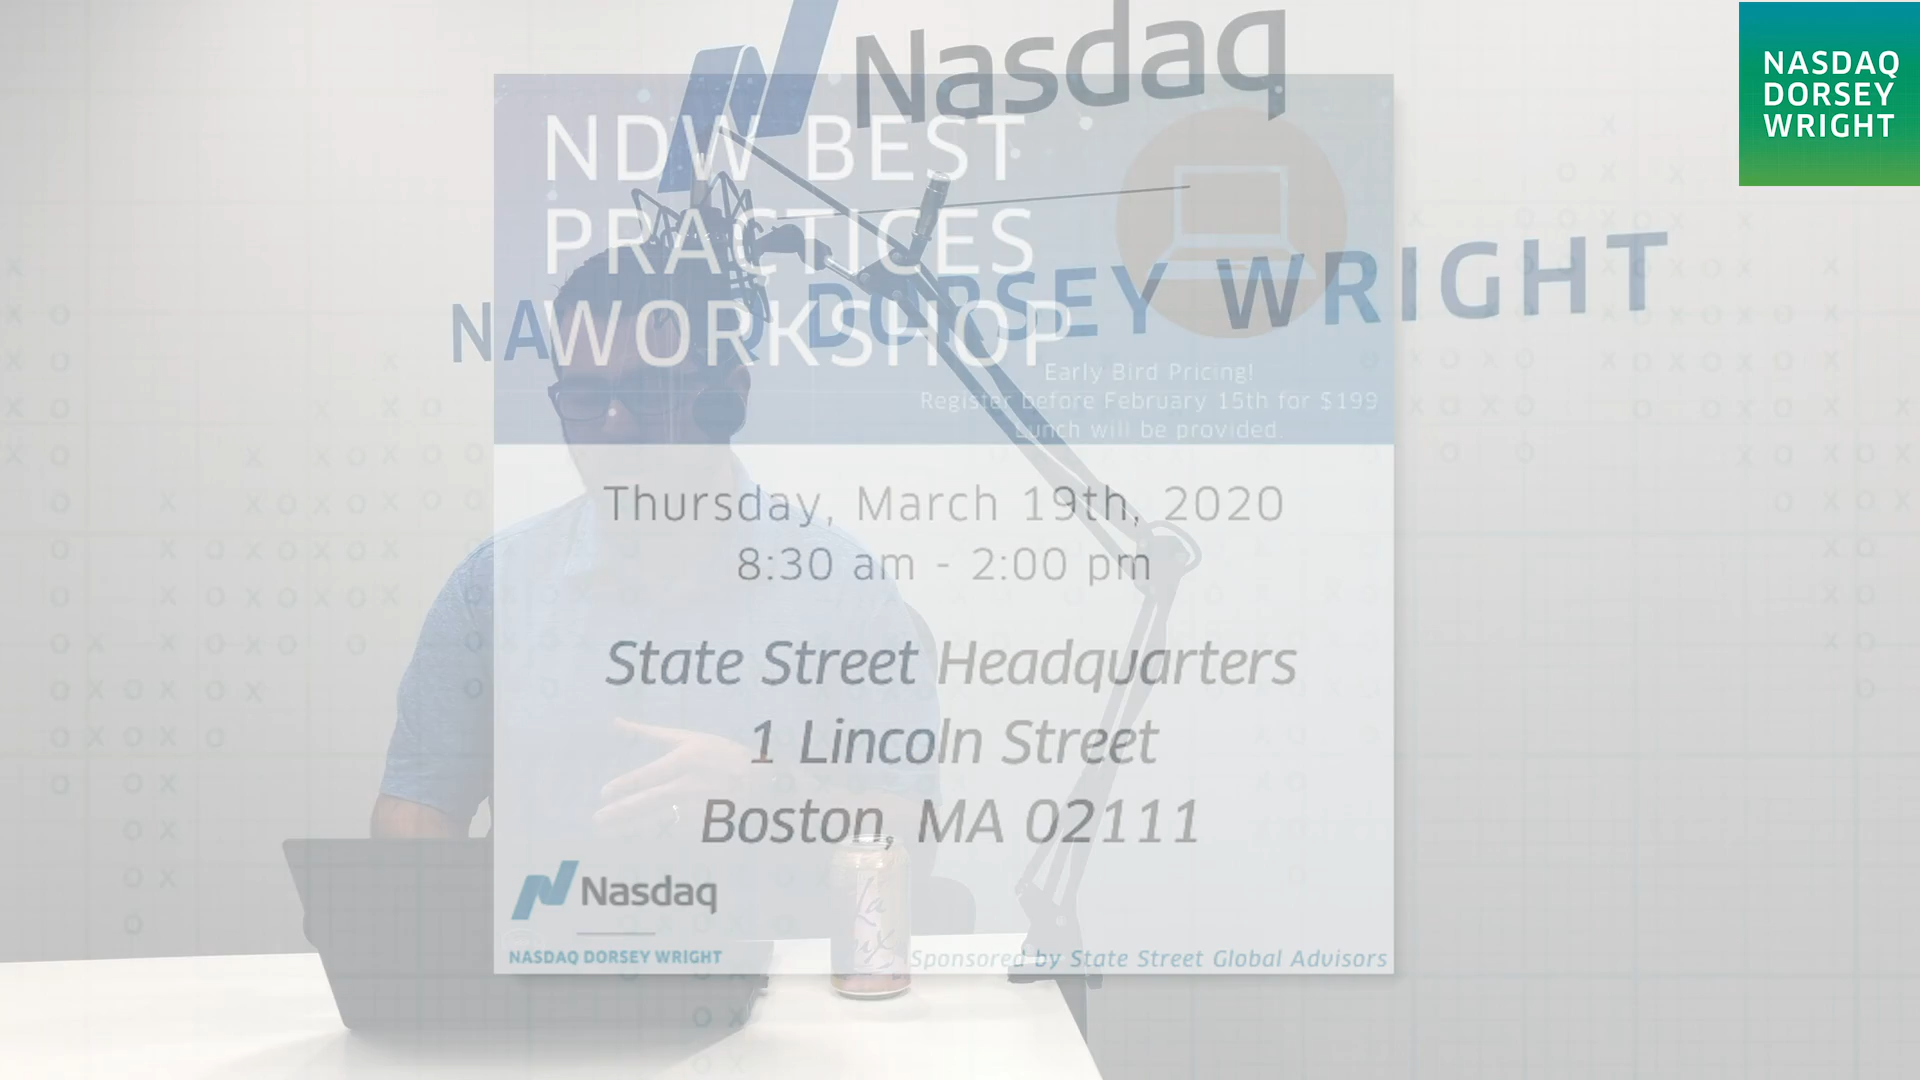 Nasdaq
NASDAQ
DORSEY
WRIGHT
NDW BEST
PRACTICES
WORKSHOP
DORSEY WRIGHT
Early Bird Pricing!
Register before February 15th for $199
Lunch will be provided.
Thursday, March 19th, 2020
8:30 am - 2:00 pm
State Street Headquarters
1 Lincoln Street
Boston, MA 02111
La
Nasdaq
NASDAQ DORSEY WRIGHT
Sponsored by State Street Global Advisors